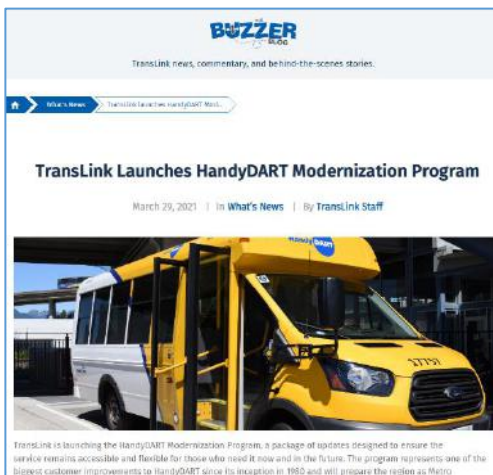 BUZZER
BLOG
TransLink news, commentary, and behind-the-scenes stories.
What's News
TransLink Launches HandyDART Mod...
TransLink Launches HandyDART Modernization Program
March 29, 2021 | In What's News | By TransLink Staff
HandyDART
17751
TransLink is launching the HandyDART Modernization Program, a package of updates designed to ensure the
service remains accessible and flexible for those who need it now and in the future. The program represents one of the
biggest customer improvements to HandyDART since its inception in 1980 and will prepare the region as Metro